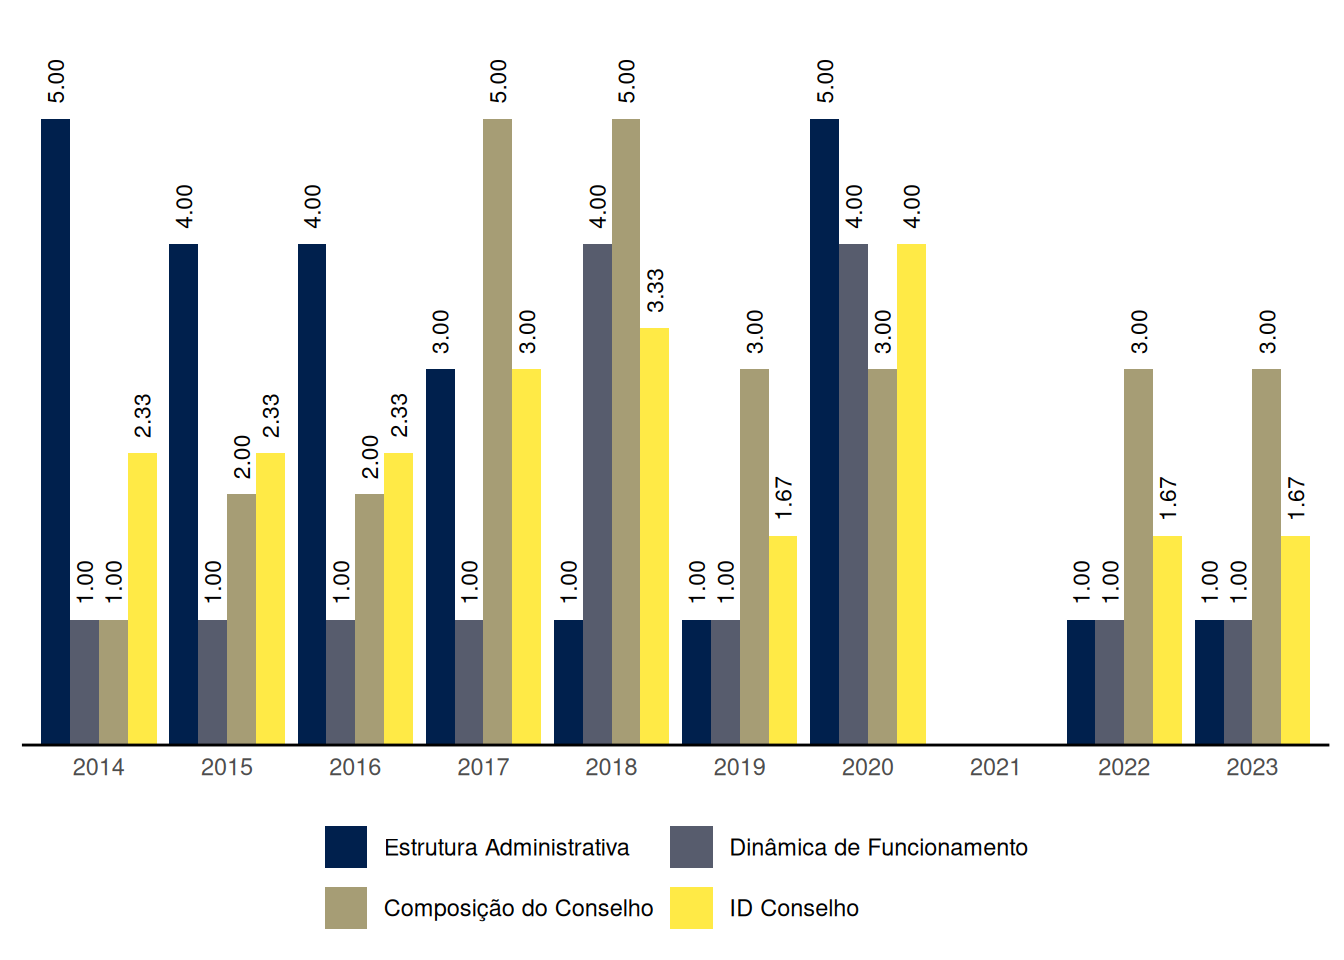 5.00 1.00 1.00 2.33
4.00 1.00 2.00 2.33
4.00 1.00 2.00 2.33
3.00 1.00 5.00 3.00
1.00 4.00 5.00 3.33
1.00 1.00 3.00 1.67
5.00 4.00 3.00 4.00
1.00 1.00 3.00 1.67
1.00 1.00 3.00 1.67
2014 2015 2016 2017 2018 2019 2020 2021 2022 2023
Estrutura Administrativa Dinâmica de Funcionamento
Composição do Conselho ID Conselho